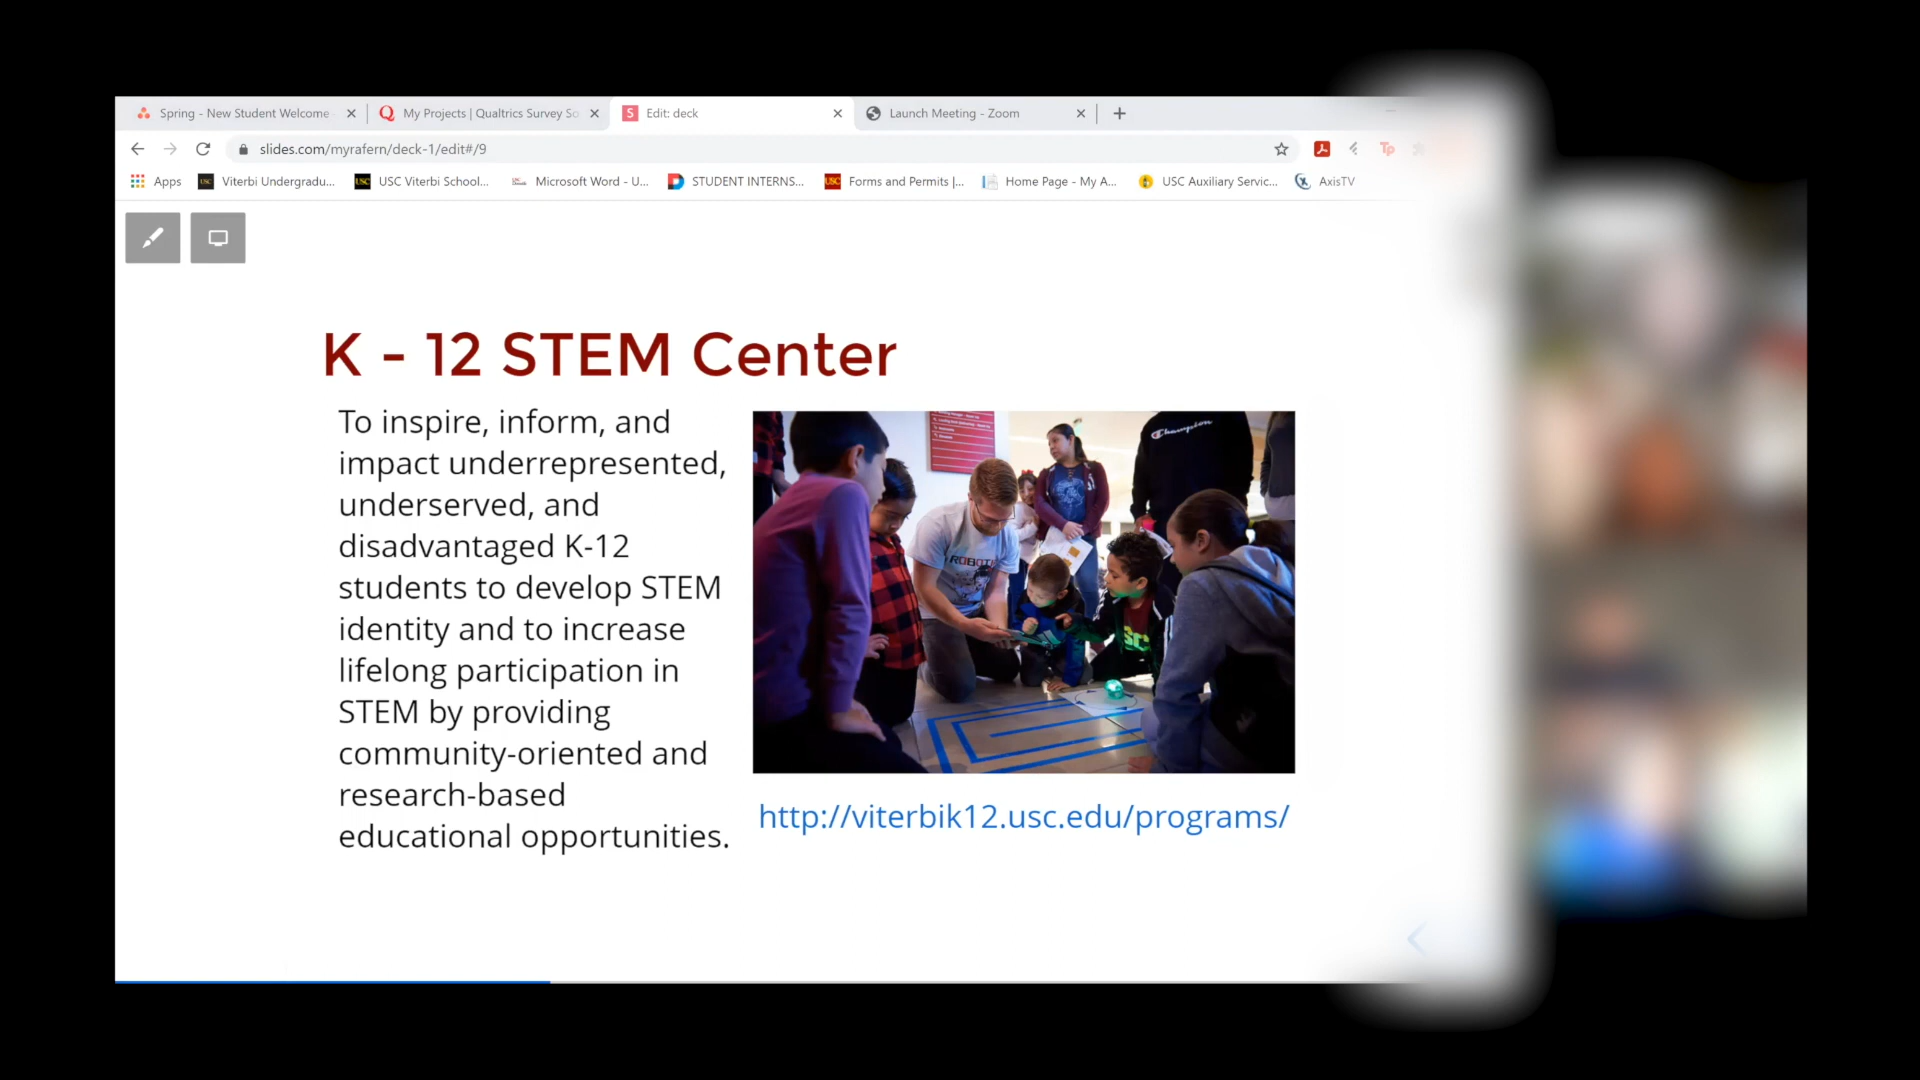 Spring - New Student Welcome
My Projects | Qualtrics Survey So
Edit: deck
Launch Meeting - Zoom
slides.com/myrafern/deck-1/edit#/9
Apps
Viterbi Undergradu...
USC Viterbi School...
Microsoft Word - U...
STUDENT INTERNS...
Forms and Permits |...
Home Page - My A...
USC Auxiliary Servic...
AxisTV
K - 12 STEM Center
To inspire, inform, and
impact underrepresented,
underserved, and
disadvantaged K-12
students to develop STEM
identity and to increase
lifelong participation in
STEM by providing
community-oriented and
research-based
educational opportunities.
Champion
ROBOT
http://viterbik12.usc.edu/programs/